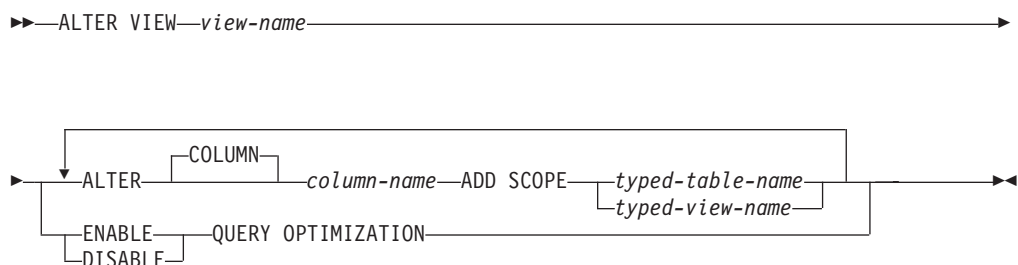 ALTER VIEW view-name
COLUMN
ALTER column-name ADD SCOPE typed-table-name
typed-view-name
ENABLE QUERY OPTIMIZATION
DISABLE